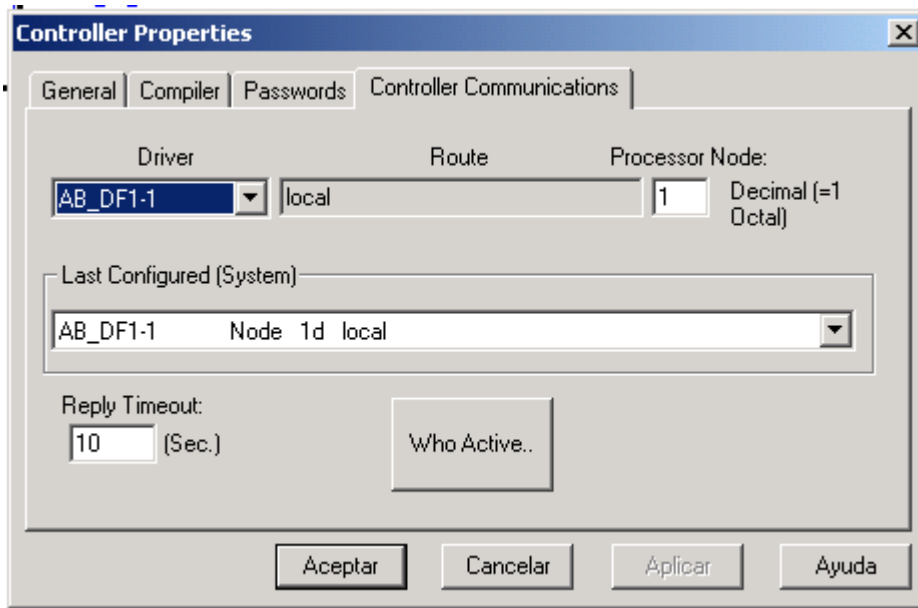 Controller Properties
General Compiler Passwords Controller Communications
Driver Route Processor Node:
AB_DF1-1 local 1 Decimal (=1
Octal)
Last Configured (System)
AB_DF1-1 Node 1d local
Reply Timeout:
10 (Sec.) Who Active..
Aceptar Cancelar Aplicar Ayuda